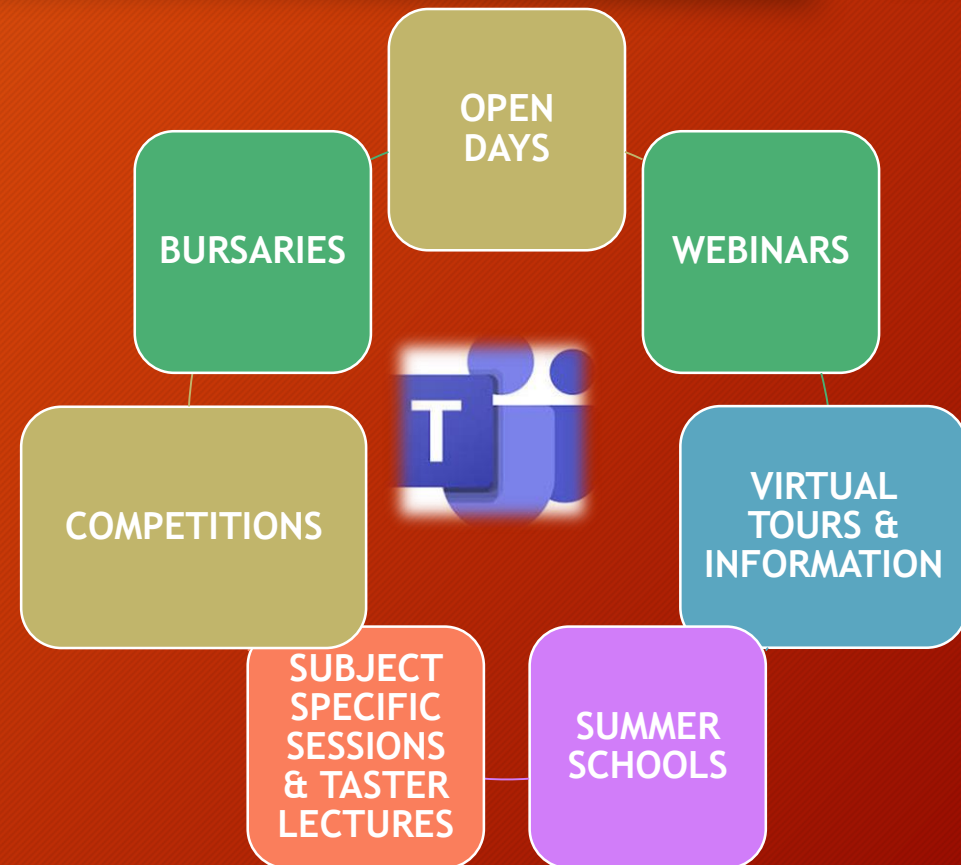 OPEN
DAYS
BURSARIES
WEBINARS
T
COMPETITIONS
VIRTUAL
TOURS &
INFORMATION
SUBJECT
SPECIFIC
SESSIONS
& TASTER
LECTURES
SUMMER
SCHOOLS